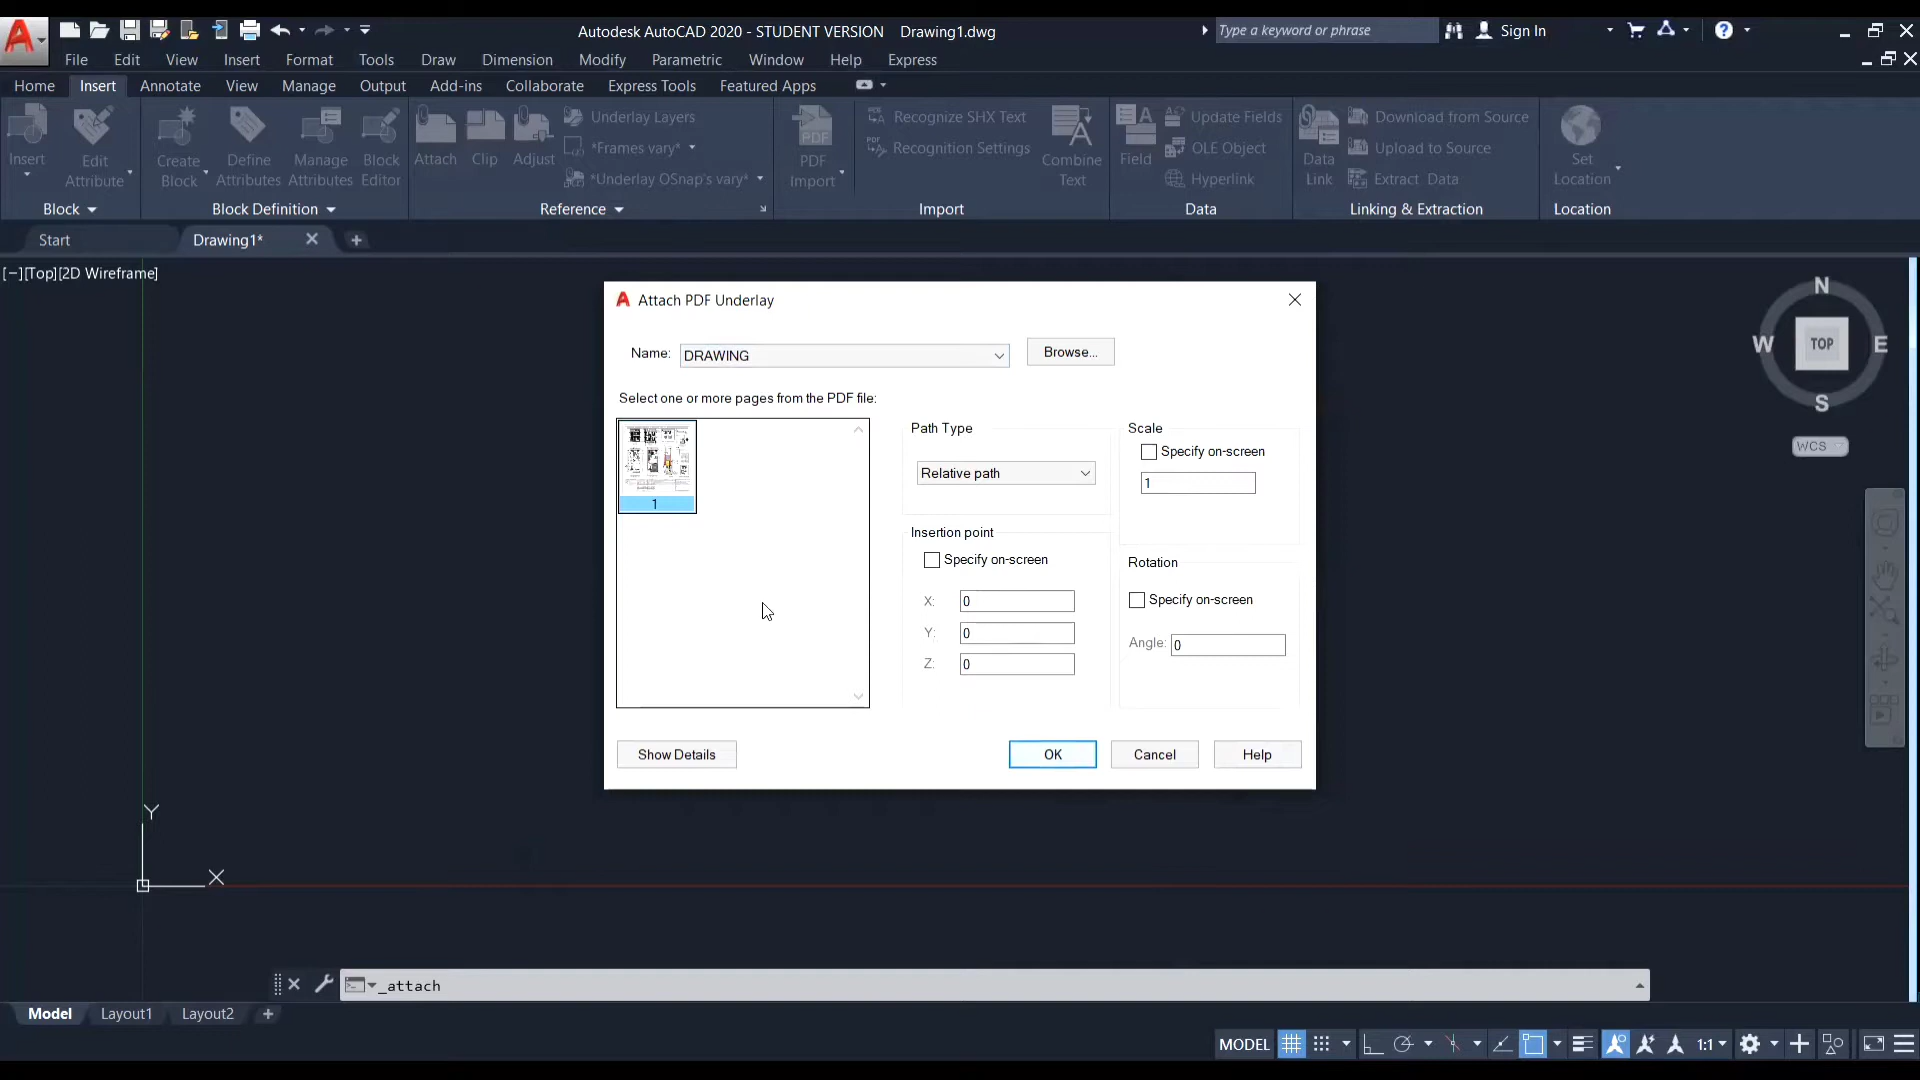 Autodesk AutoCAD 2020 - STUDENT VERSION Drawing1.dwg
Type a keyword or phrase
Sign In
File Edit View Insert Format Tools Draw Dimension Modify Parametric Window Help Express
Home Insert Annotate View Manage Output Add-ins Collaborate Express Tools Featured Apps
Insert
Edit Attribute
Create Block
Define Attributes
Manage Attributes
Block Editor
Attach
Clip
Adjust
Underlay Layers
*Frames vary*
*Underlay OSnap's vary*
PDF
PDF Import
Recognize SHX Text
Recognition Settings
Combine Text
Field
Update Fields
OLE Object
Hyperlink
Data Link
Download from Source
Upload to Source
Extract Data
Set Location
Block
Block Definition
Reference
Import
Data
Linking & Extraction
Location
Start
Drawing1*
[−][Top][2D Wireframe]
Attach PDF Underlay
Name: DRAWING
Browse...
Select one or more pages from the PDF file:
1
Path Type
Relative path
Scale
Specify on-screen
1
Insertion point
Specify on-screen
X: 0
Y: 0
Z: 0
Rotation
Specify on-screen
Angle: 0
Show Details
OK
Cancel
Help
N
W
TOP
E
S
WCS
Y
X
_attach
Model
Layout1
Layout2
MODEL
1:1